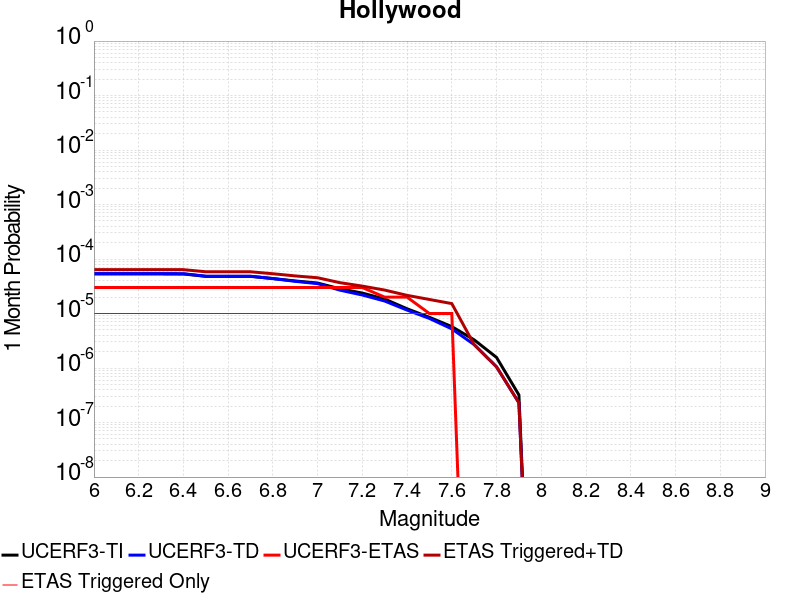 Hollywood
10^0
10^-1
10^-2
10^-3
10^-4
10^-5
10^-6
10^-7
10^-8
1 Month Probability
6 6.2 6.4 6.6 6.8 7 7.2 7.4 7.6 7.8 8 8.2 8.4 8.6 8.8 9
Magnitude
UCERF3-TI UCERF3-TD UCERF3-ETAS ETAS Triggered+TD
ETAS Triggered Only